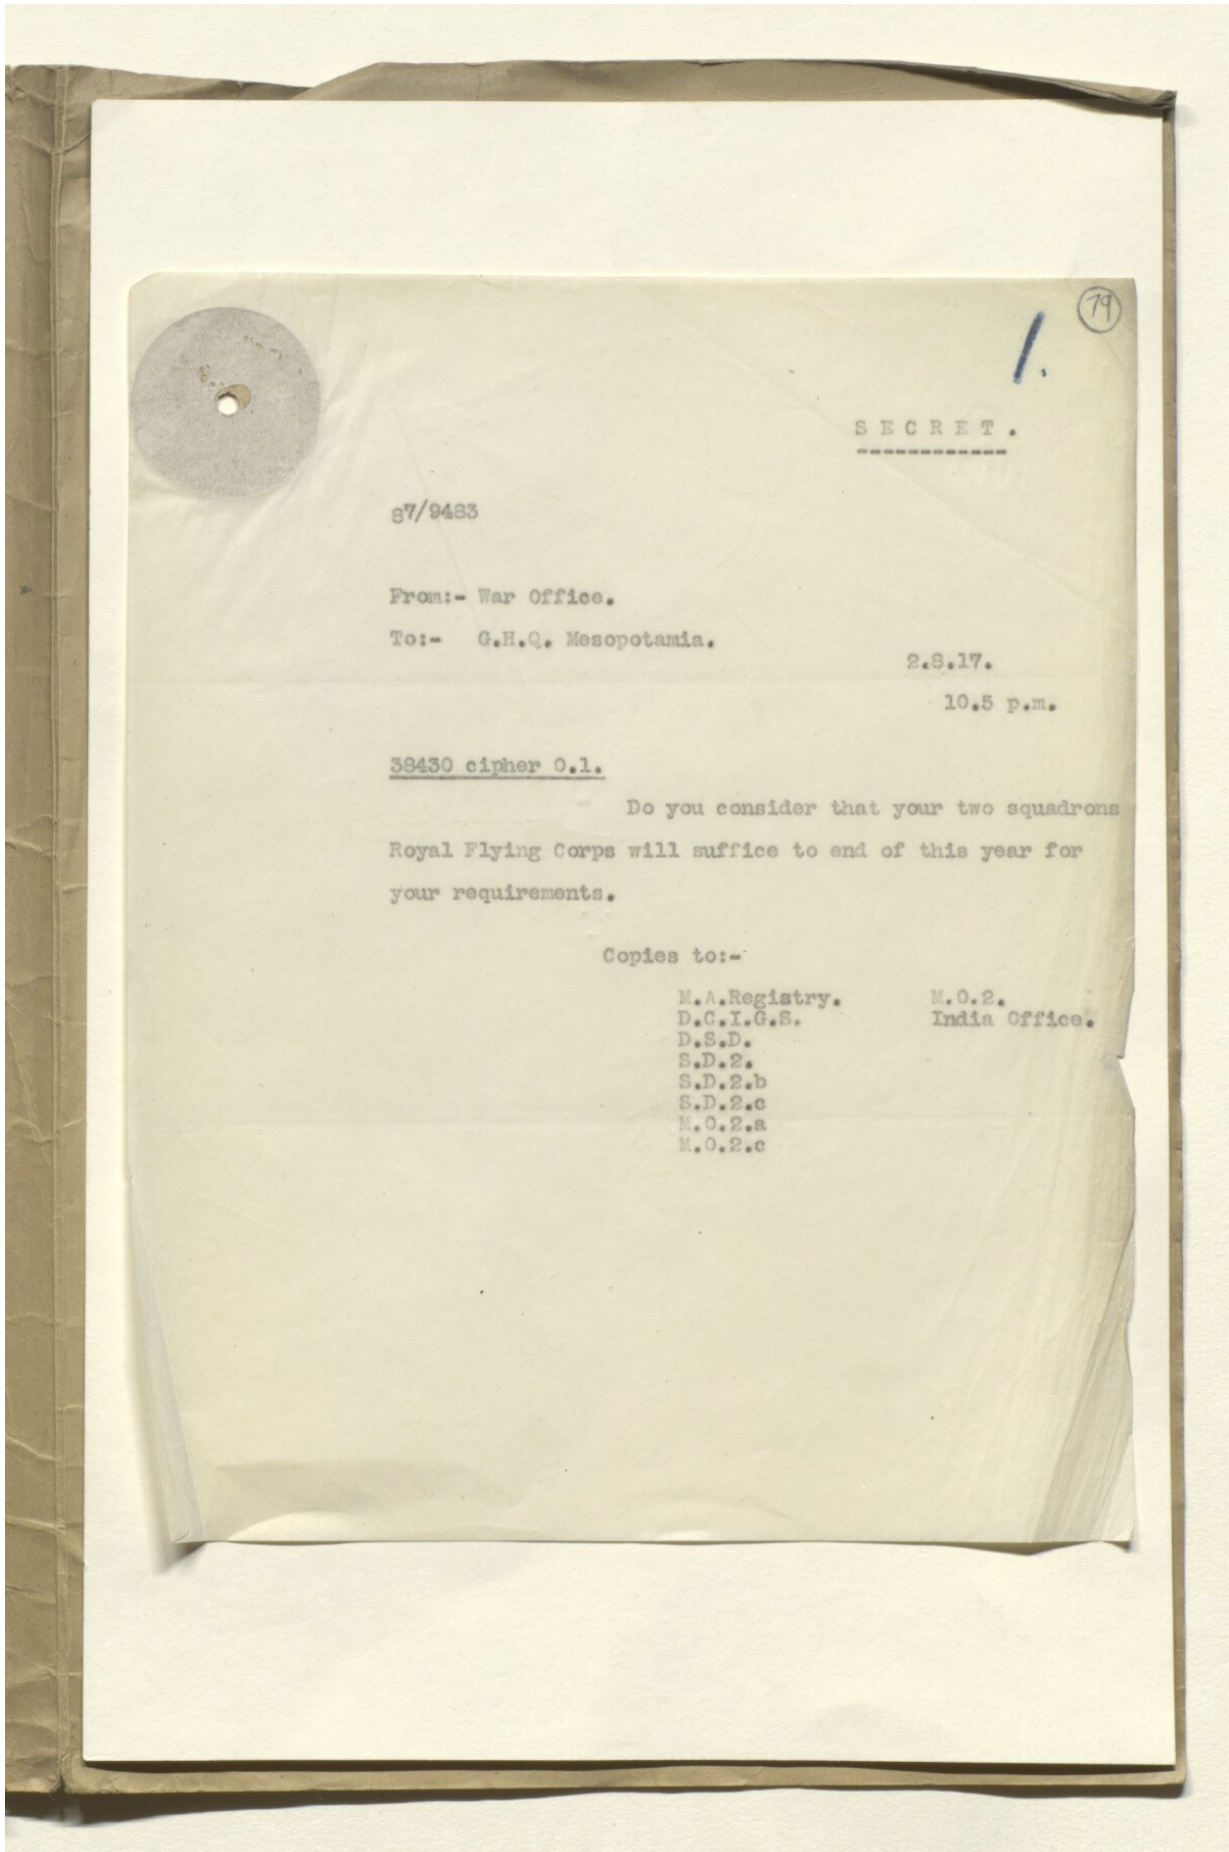 79
1.
SECRET.
87/9483
From:- War Office.
To:- G.H.Q. Mesopotamia.
2.8.17.
10.5 p.m.
38430 cipher O.1.
Do you consider that your two squadrons
Royal Flying Corps will suffice to end of this year for
your requirements.
Copies to:-
M.A.Registry. M.O.2.
D.C.I.G.S. India Office.
D.S.D.
S.D.2.
S.D.2.b
S.D.2.c
M.O.2.a
M.O.2.c